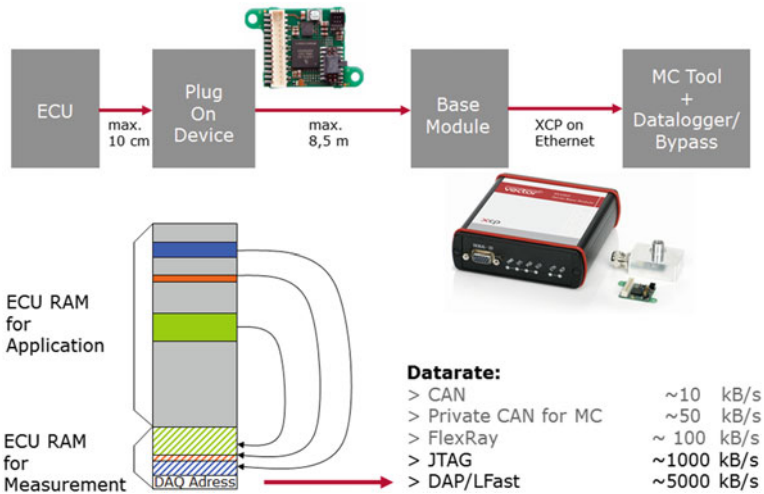 ECU
max.
10 cm
Plug
On
Device
max.
8,5 m
Base
Module
XCP on
Ethernet
MC Tool
+
Datalogger/
Bypass
vector
xcp
ECU RAM
for
Application
ECU RAM
for
Measurement
DAQ Adress
Datarate:
> CAN ~10 kB/s
> Private CAN for MC ~50 kB/s
> FlexRay ~ 100 kB/s
> JTAG ~1000 kB/s
> DAP/LFast ~5000 kB/s